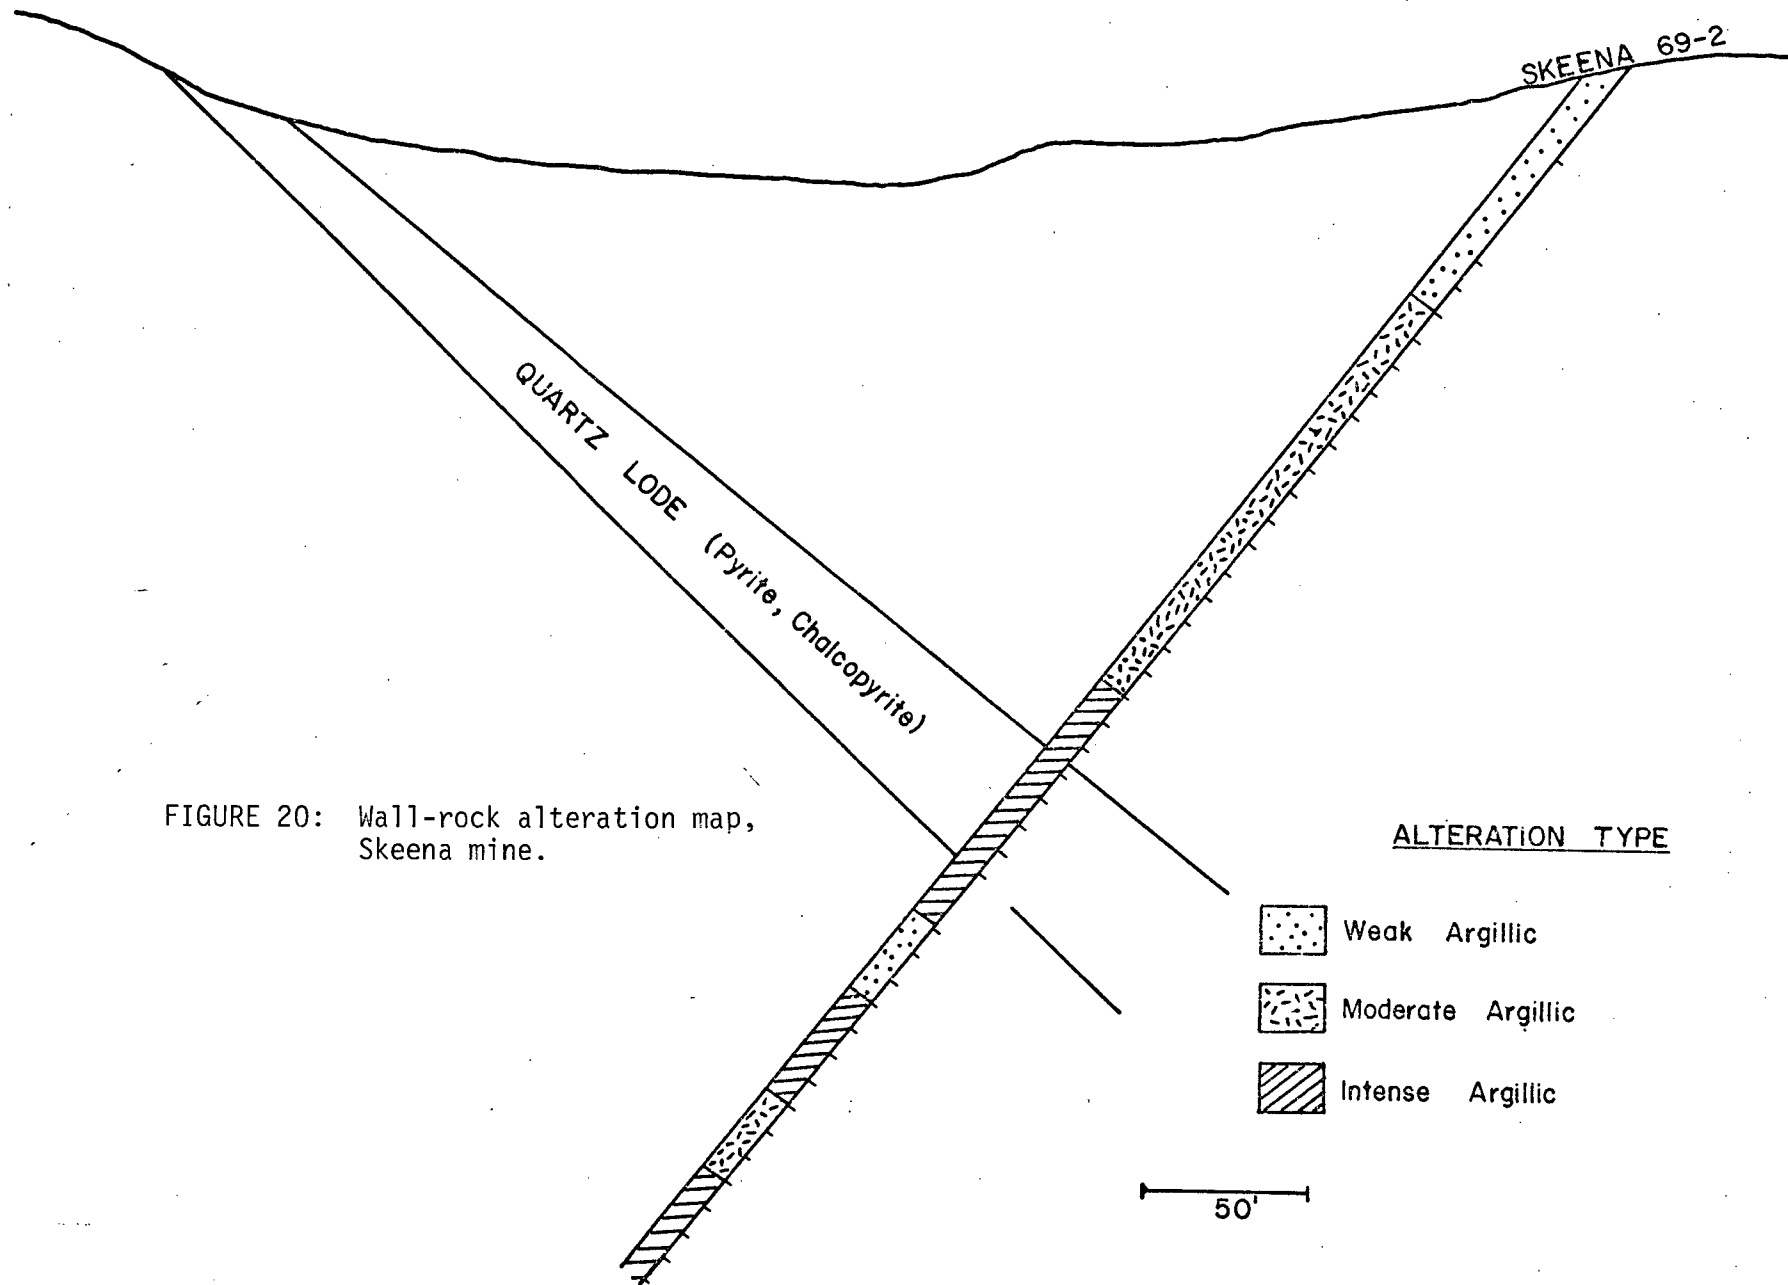 SKEENA 69-2
QUARTZ LODE (Pyrite, Chalcopyrite)
FIGURE 20: Wall-rock alteration map,
Skeena mine.
ALTERATION TYPE
Weak Argillic
Moderate Argillic
Intense Argillic
50'